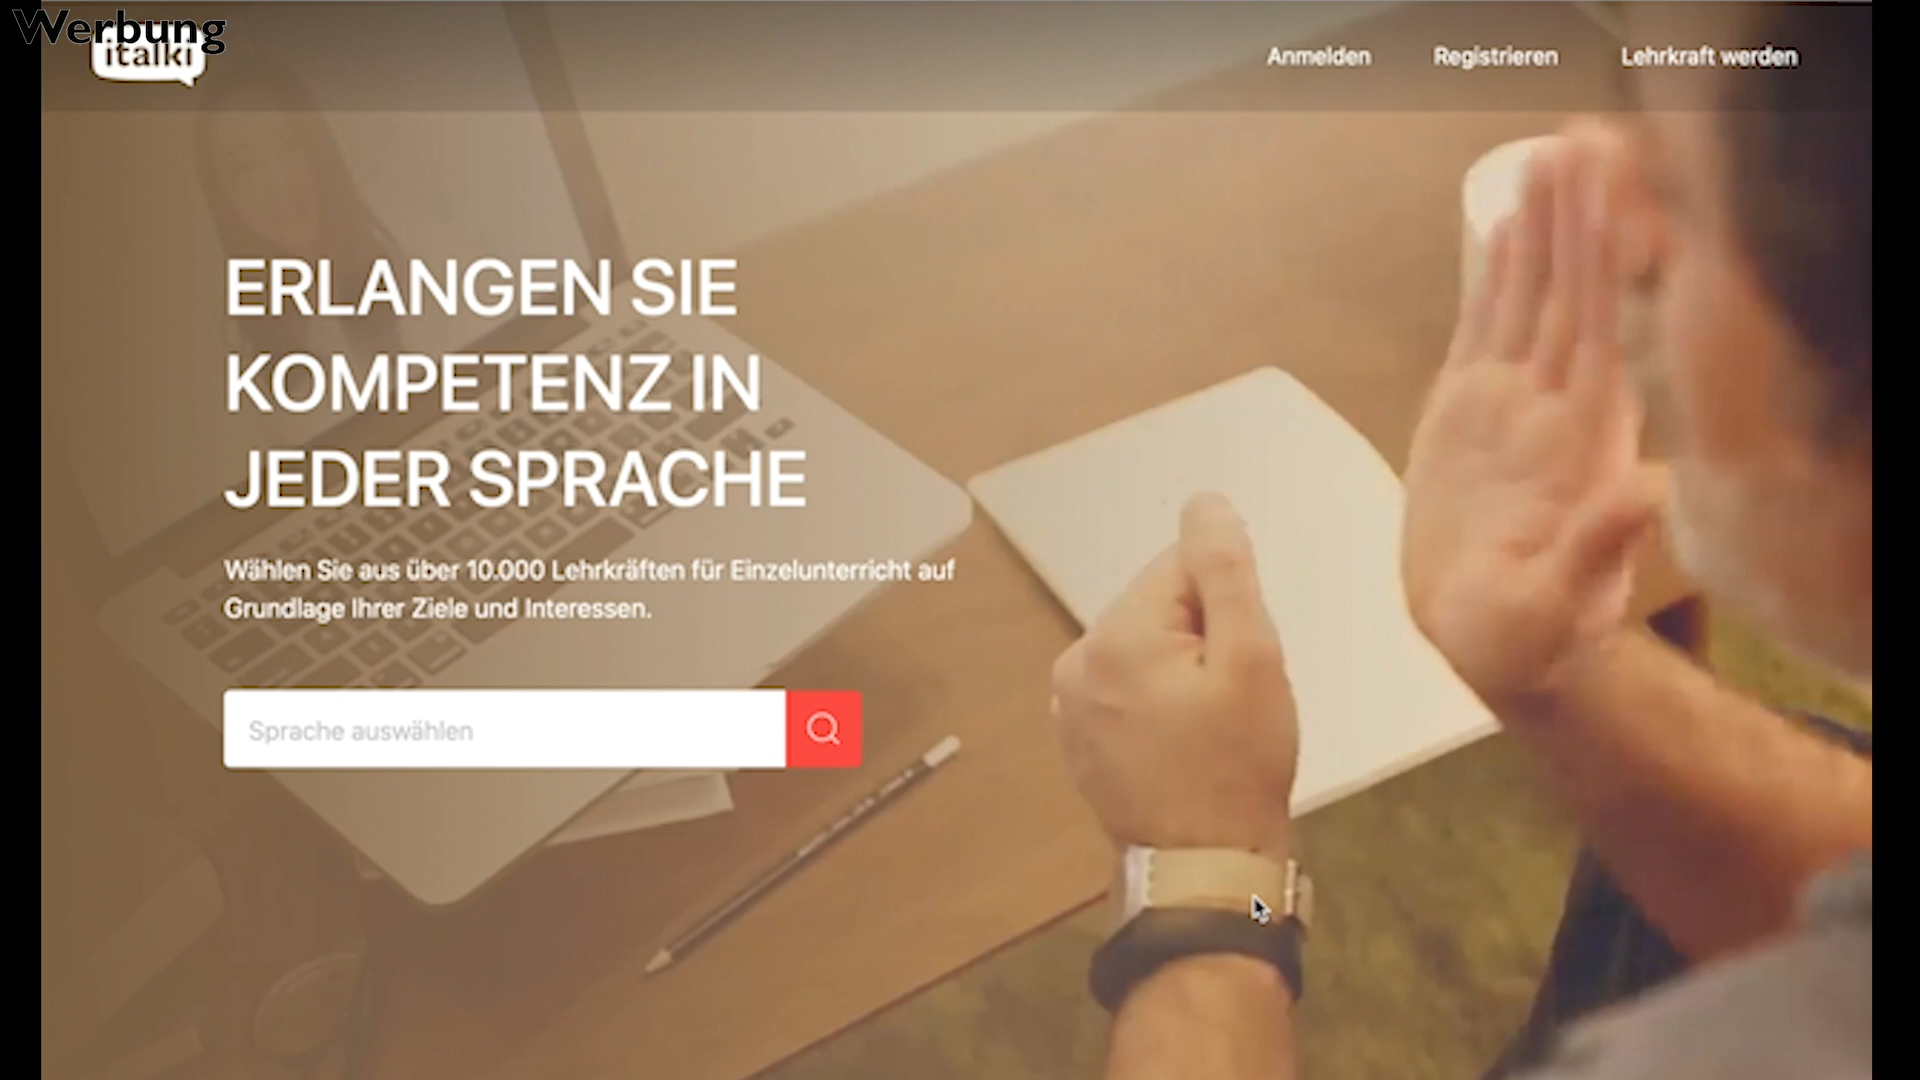 Werbung
italki
Anmelden
Registrieren
Lehrkraft werden
ERLANGEN SIE
KOMPETENZ IN
JEDER SPRACHE
Wählen Sie aus über 10.000 Lehrkräften für Einzelunterricht auf
Grundlage Ihrer Ziele und Interessen.
Sprache auswählen